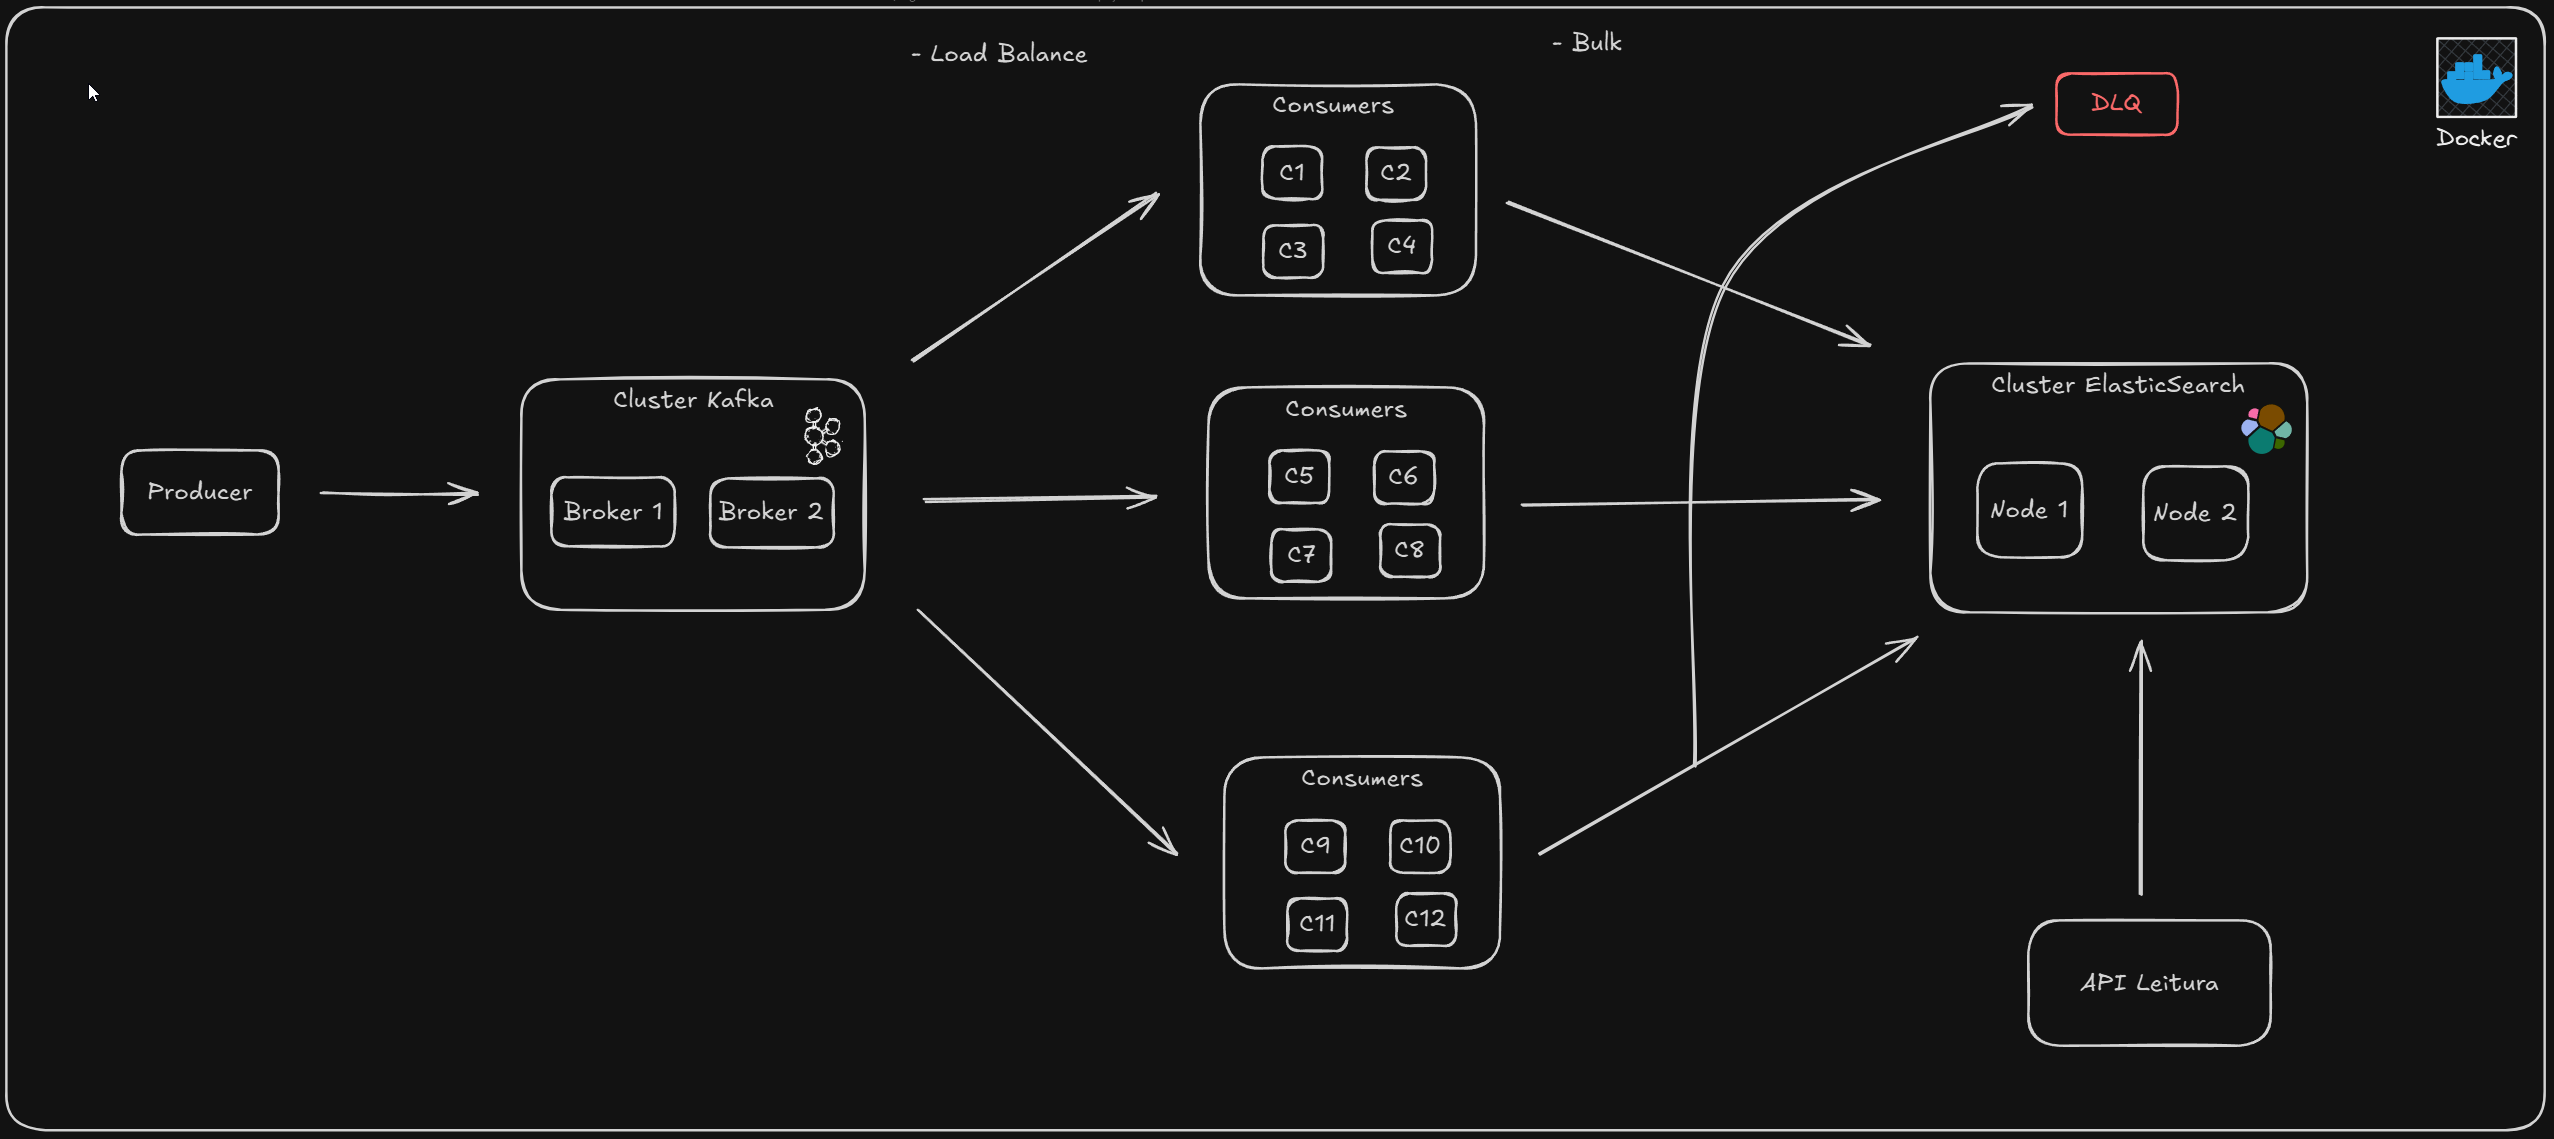 - Load Balance
- Bulk
DLQ
Docker
Consumers
C1
C2
C3
C4
Cluster Kafka
Broker 1
Broker 2
Producer
Consumers
C5
C6
C7
C8
Cluster ElasticSearch
Node 1
Node 2
Consumers
C9
C10
C11
C12
API Leitura